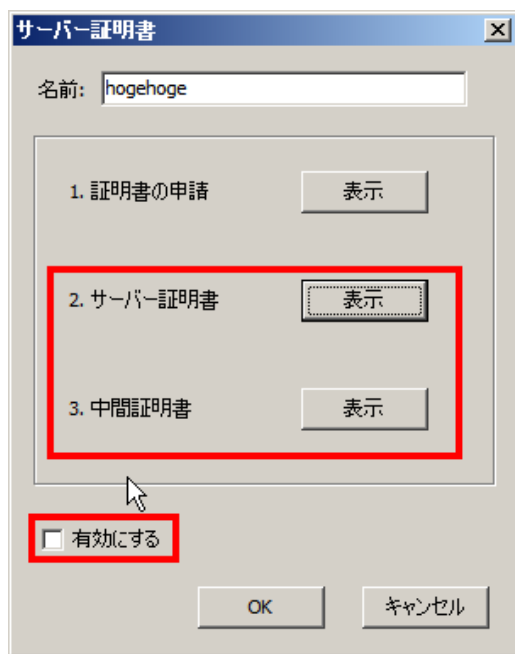 サーバー証明書
名前: hogehoge
1. 証明書の申請 表示
2. サーバー証明書 表示
3. 中間証明書 表示
有効にする
OK キャンセル